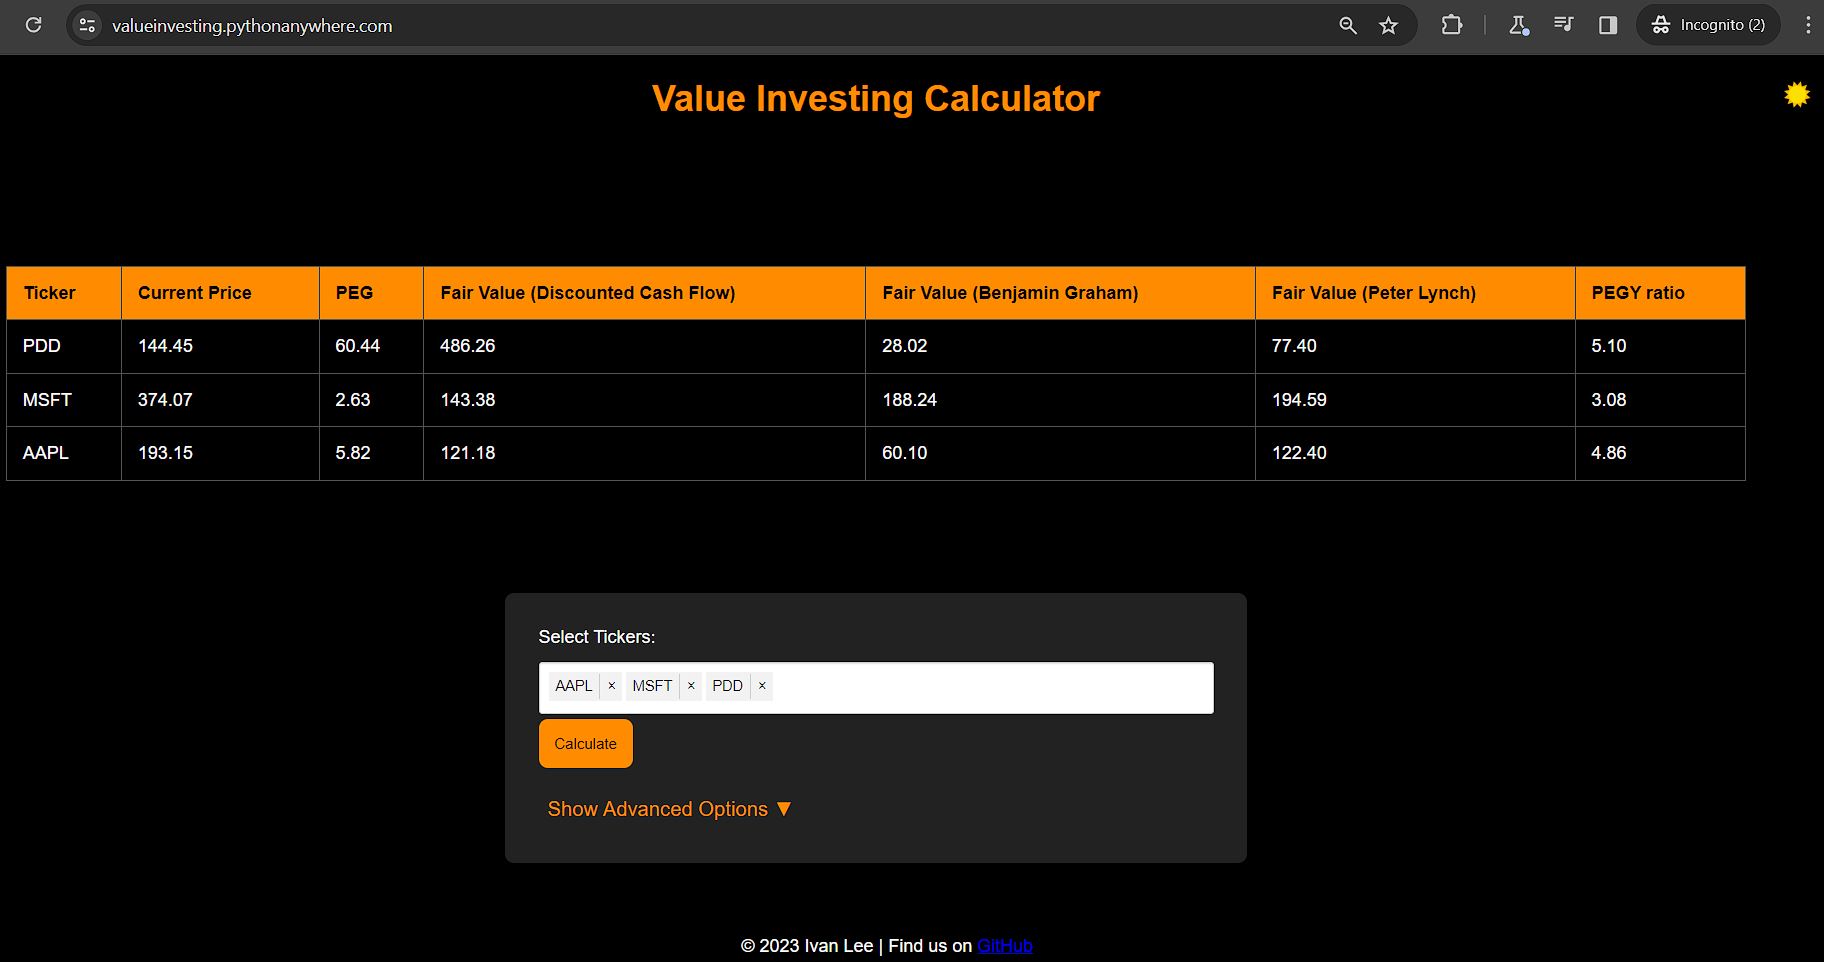 valueinvesting.pythonanywhere.com Incognito (2)
Value Investing Calculator
Ticker Current Price PEG Fair Value (Discounted Cash Flow) Fair Value (Benjamin Graham) Fair Value (Peter Lynch) PEGY ratio
PDD 144.45 60.44 486.26 28.02 77.40 5.10
MSFT 374.07 2.63 143.38 188.24 194.59 3.08
AAPL 193.15 5.82 121.18 60.10 122.40 4.86
Select Tickers:
AAPL × MSFT × PDD ×
Calculate
Show Advanced Options ▼
© 2023 Ivan Lee | Find us on GitHub